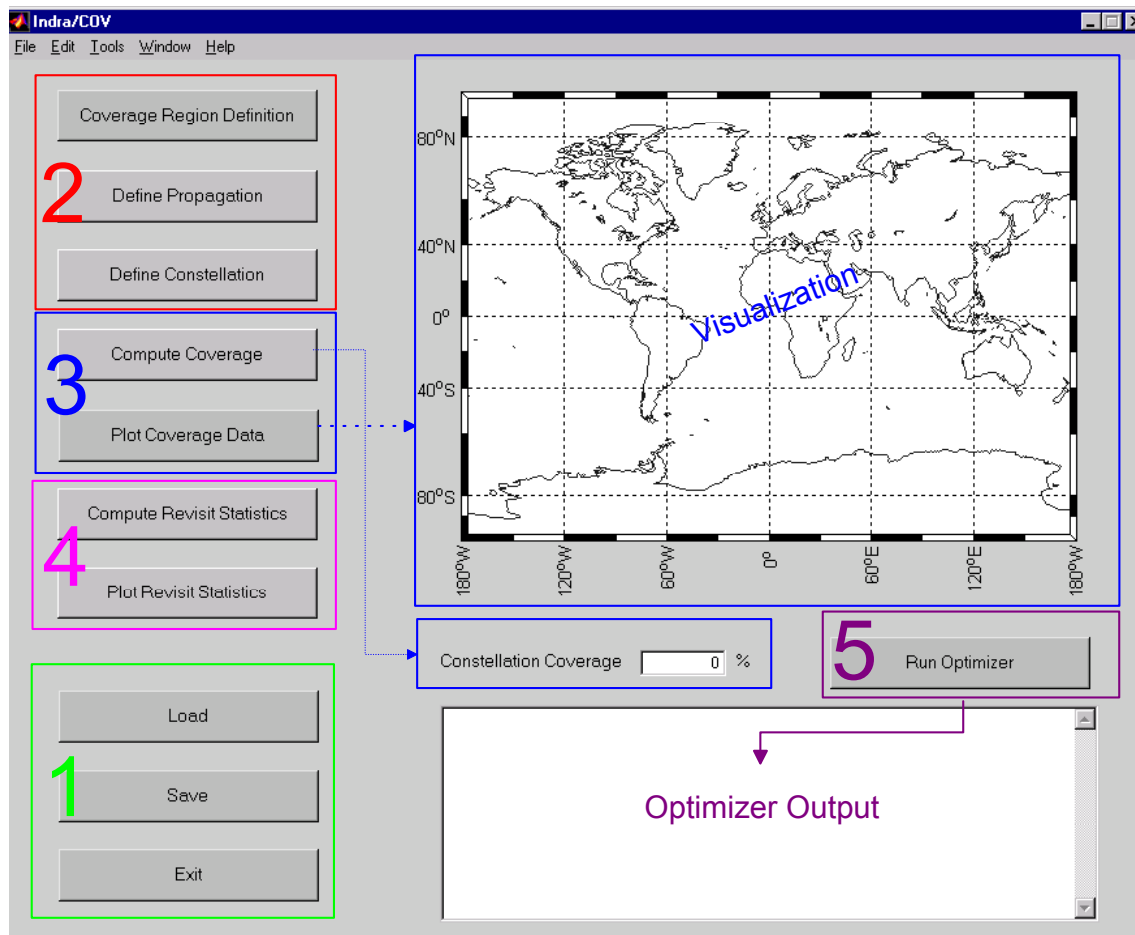 Indra/COV
File Edit Tools Window Help
2
Coverage Region Definition
Define Propagation
Define Constellation
3
Compute Coverage
Plot Coverage Data
4
Compute Revisit Statistics
Plot Revisit Statistics
1
Load
Save
Exit
80°N
40°N
0°
40°S
80°S
180°W
120°W
60°W
0°
60°E
120°E
180°W
Visualization
Constellation Coverage 0 %
5
Run Optimizer
Optimizer Output